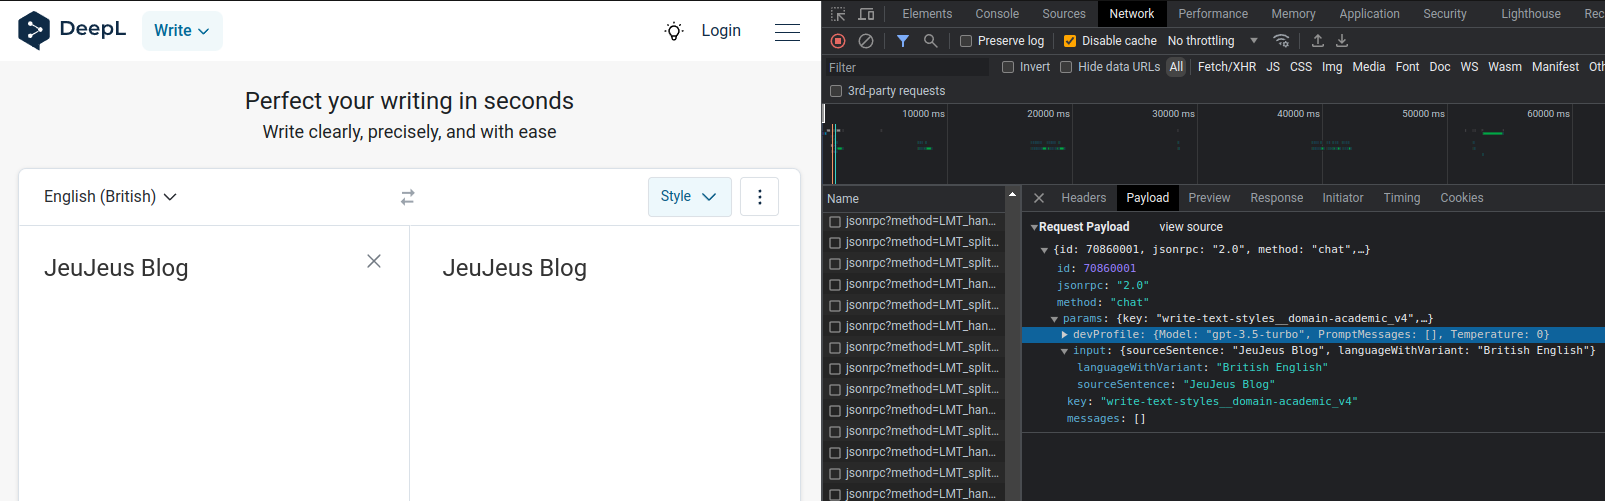 DeepL
Write
Login
Perfect your writing in seconds
Write clearly, precisely, and with ease
English (British)
Style
JeuJeus Blog
JeuJeus Blog
Elements Console Sources Network Performance Memory Application Security Lighthouse Rec
Preserve log Disable cache No throttling
Filter Invert Hide data URLs All Fetch/XHR JS CSS Img Media Font Doc WS Wasm Manifest Oth
3rd-party requests
10000 ms 20000 ms 30000 ms 40000 ms 50000 ms 60000 ms
Name
jsonrpc?method=LMT_han...
jsonrpc?method=LMT_split...
jsonrpc?method=LMT_split...
jsonrpc?method=LMT_han...
jsonrpc?method=LMT_split...
jsonrpc?method=LMT_han...
jsonrpc?method=LMT_split...
jsonrpc?method=LMT_split...
jsonrpc?method=LMT_split...
jsonrpc?method=LMT_han...
jsonrpc?method=LMT_split...
jsonrpc?method=LMT_han...
jsonrpc?method=LMT_split...
jsonrpc?method=LMT_han...
Headers Payload Preview Response Initiator Timing Cookies
Request Payload view source
{id: 70860001, jsonrpc: "2.0", method: "chat",…}
id: 70860001
jsonrpc: "2.0"
method: "chat"
params: {key: "write-text-styles__domain-academic_v4",…}
devProfile: {Model: "gpt-3.5-turbo", PromptMessages: [], Temperature: 0}
input: {sourceSentence: "JeuJeus Blog", languageWithVariant: "British English"}
languageWithVariant: "British English"
sourceSentence: "JeuJeus Blog"
key: "write-text-styles__domain-academic_v4"
messages: []